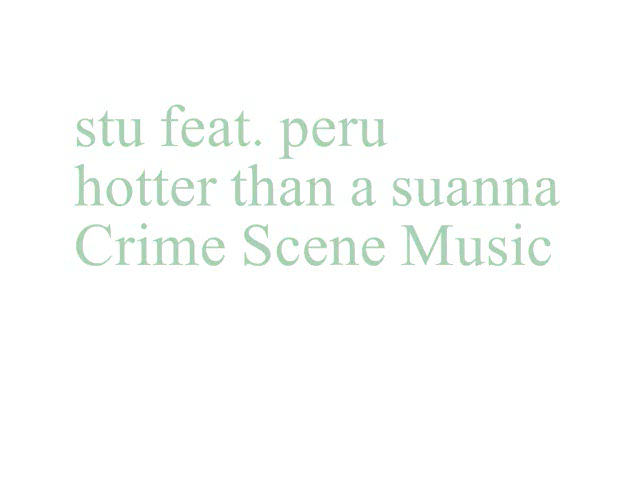 stu feat. peru
hotter than a suanna
Crime Scene Music